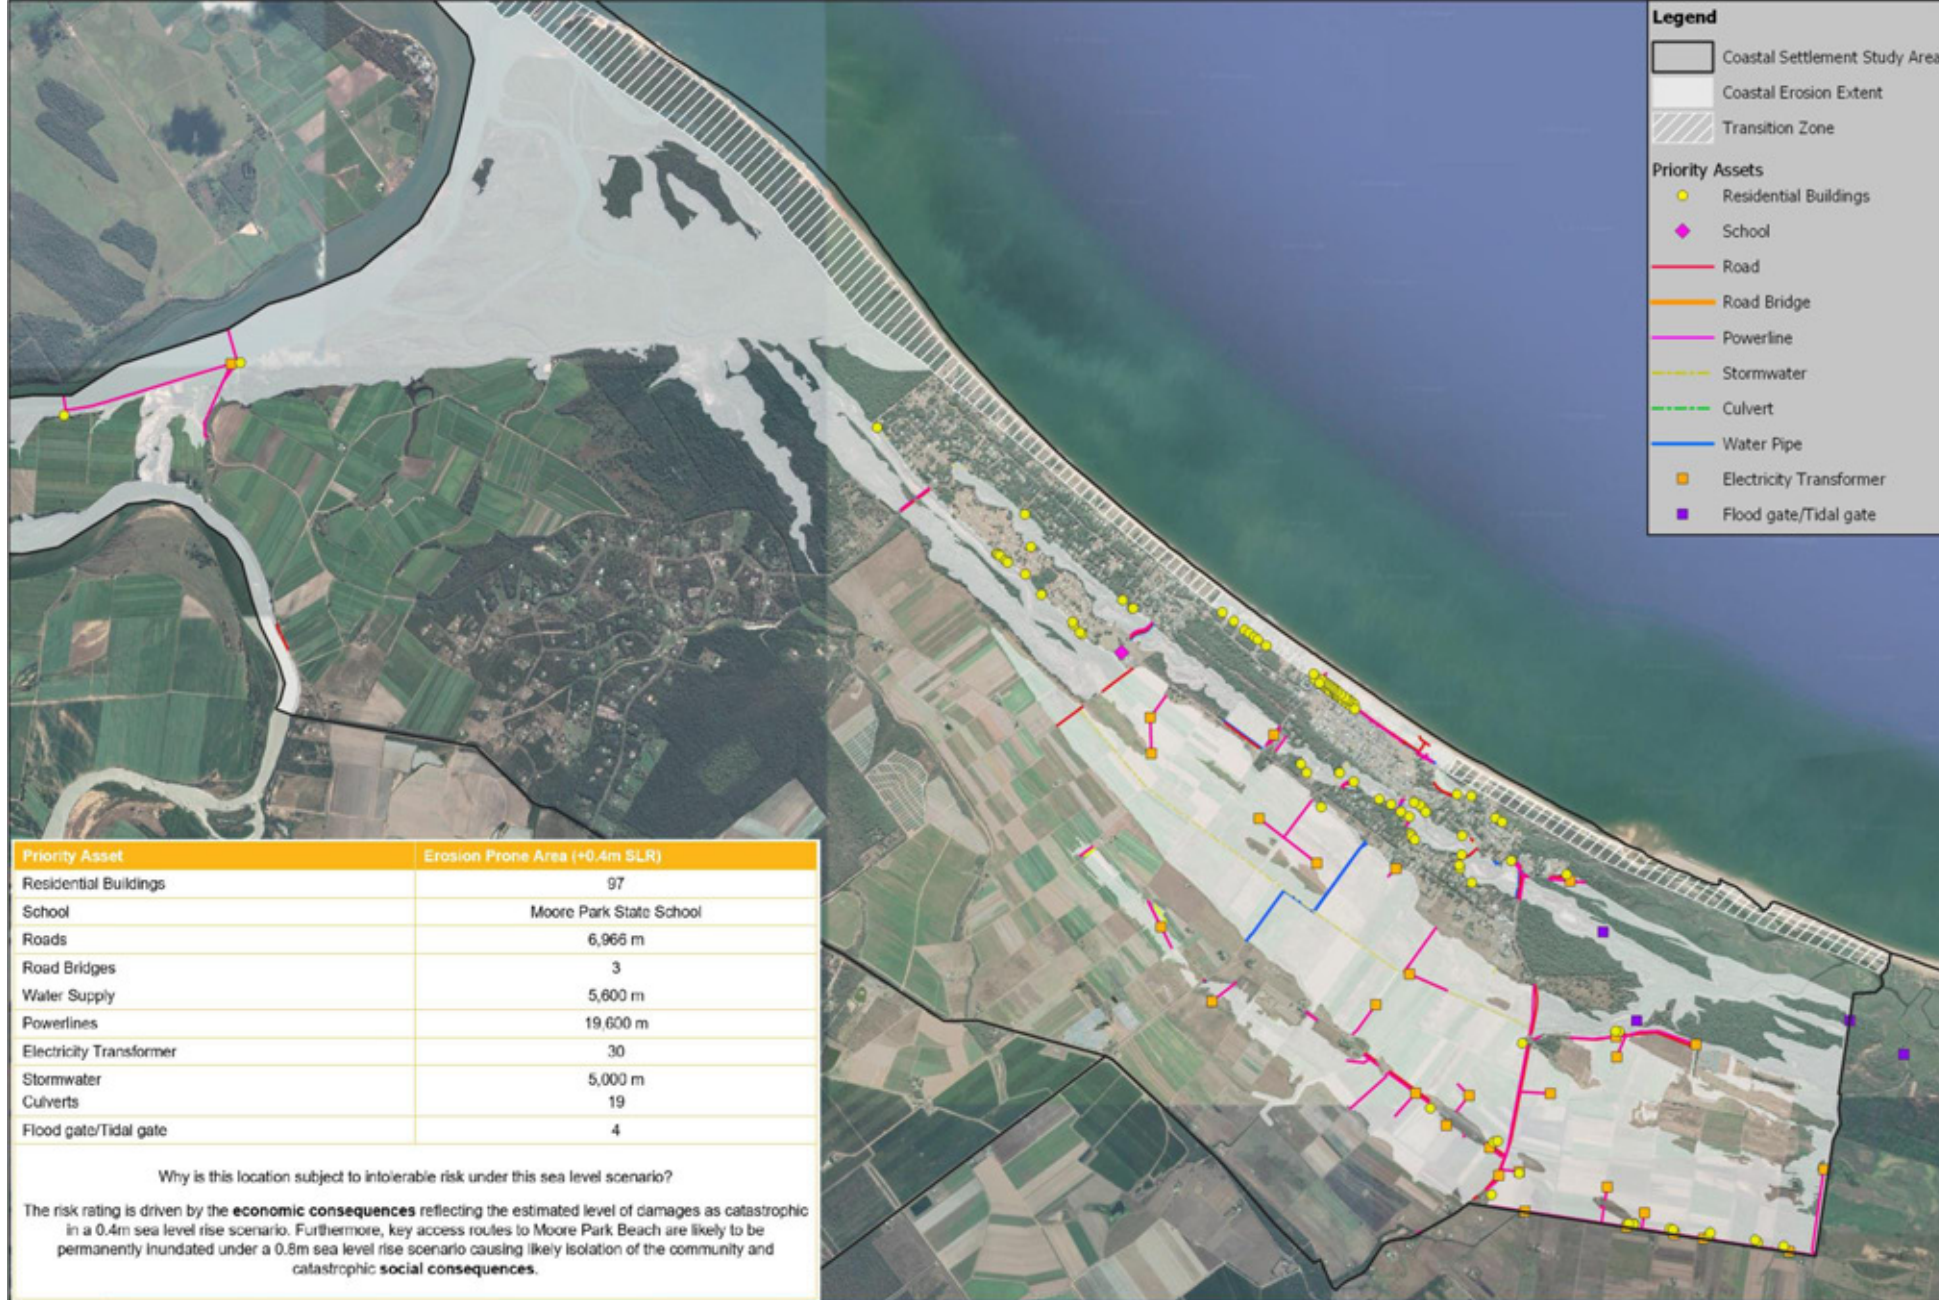 Legend
Coastal Settlement Study Area
Coastal Erosion Extent
Transition Zone
Priority Assets
Residential Buildings
School
Road
Road Bridge
Powerline
Stormwater
Culvert
Water Pipe
Electricity Transformer
Flood gate/Tidal gate
Priority Asset Erosion Prone Area (+0.4m SLR)
Residential Buildings 97
School Moore Park State School
Roads 6,966 m
Road Bridges 3
Water Supply 5,600 m
Powerlines 19,600 m
Electricity Transformer 30
Stormwater 5,000 m
Culverts 19
Flood gate/Tidal gate 4
Why is this location subject to intolerable risk under this sea level scenario?
The risk rating is driven by the economic consequences reflecting the estimated level of damages as catastrophic
in a 0.4m sea level rise scenario. Furthermore, key access routes to Moore Park Beach are likely to be
permanently inundated under a 0.8m sea level rise scenario causing likely isolation of the community and
catastrophic social consequences.